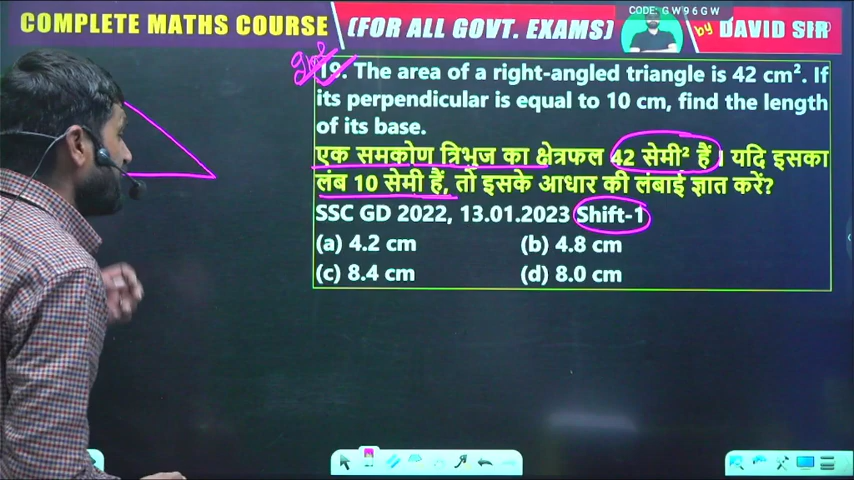 COMPLETE MATHS COURSE (FOR ALL GOVT. EXAMS) by DAVID SIR
CODE: GW96GW
19. The area of a right-angled triangle is 42 cm². If
its perpendicular is equal to 10 cm, find the length
of its base.
एक समकोण त्रिभुज का क्षेत्रफल 42 सेमी² हैं। यदि इसका
लंब 10 सेमी हैं, तो इसके आधार की लंबाई ज्ञात करें?
SSC GD 2022, 13.01.2023 Shift-1
(a) 4.2 cm (b) 4.8 cm
(c) 8.4 cm (d) 8.0 cm